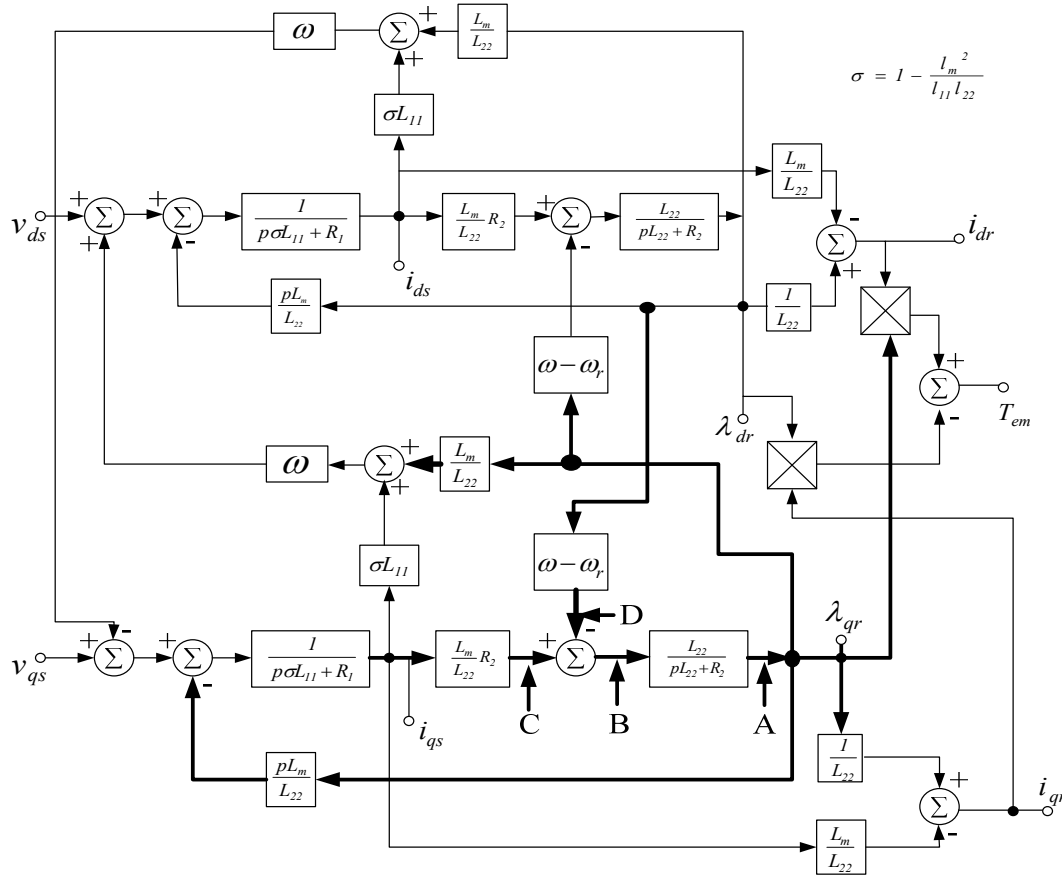 ω Σ + + L_m/L_22
σ = 1 − l_m^2/(l_11 l_22)
σL_11
L_m/L_22
v_ds + Σ + + Σ - 1/(pσL_11 + R_1) L_m/L_22 R_2 + Σ - L_22/(pL_22 + R_2) - Σ + i_dr
i_ds
pL_m/L_22 1/L_22
ω − ω_r + Σ - T_em
λ_dr
ω + Σ + L_m/L_22
ω − ω_r
σL_11
D
λ_qr
v_qs + Σ - + Σ - 1/(pσL_11 + R_1) L_m/L_22 R_2 + Σ - L_22/(pL_22 + R_2)
C B A
i_qs
pL_m/L_22 1/L_22
+ Σ - i_qr
L_m/L_22